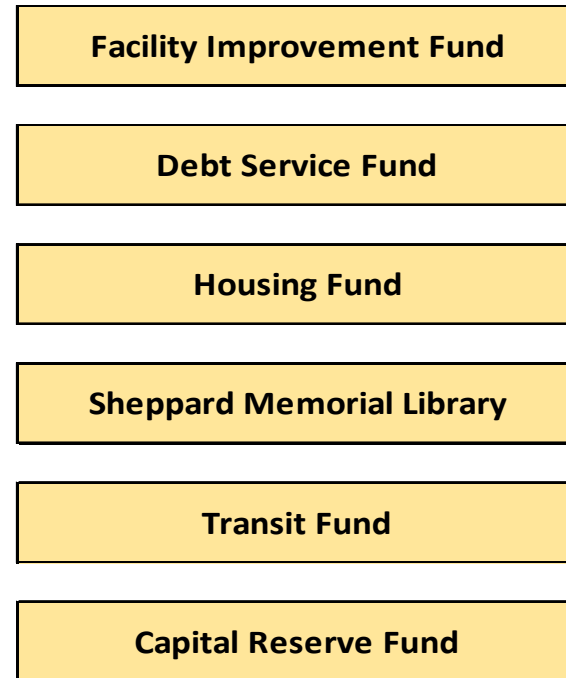 Facility Improvement Fund
Debt Service Fund
Housing Fund
Sheppard Memorial Library
Transit Fund
Capital Reserve Fund